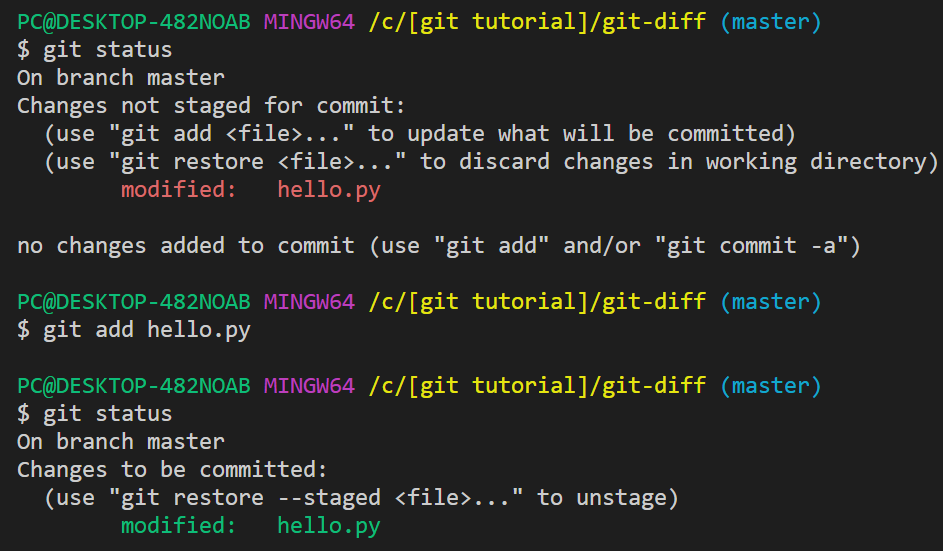 PC@DESKTOP-482NOAB MINGW64 /c/[git tutorial]/git-diff (master)
$ git status
On branch master
Changes not staged for commit:
  (use "git add <file>..." to update what will be committed)
  (use "git restore <file>..." to discard changes in working directory)
        modified:   hello.py

no changes added to commit (use "git add" and/or "git commit -a")

PC@DESKTOP-482NOAB MINGW64 /c/[git tutorial]/git-diff (master)
$ git add hello.py

PC@DESKTOP-482NOAB MINGW64 /c/[git tutorial]/git-diff (master)
$ git status
On branch master
Changes to be committed:
  (use "git restore --staged <file>..." to unstage)
        modified:   hello.py